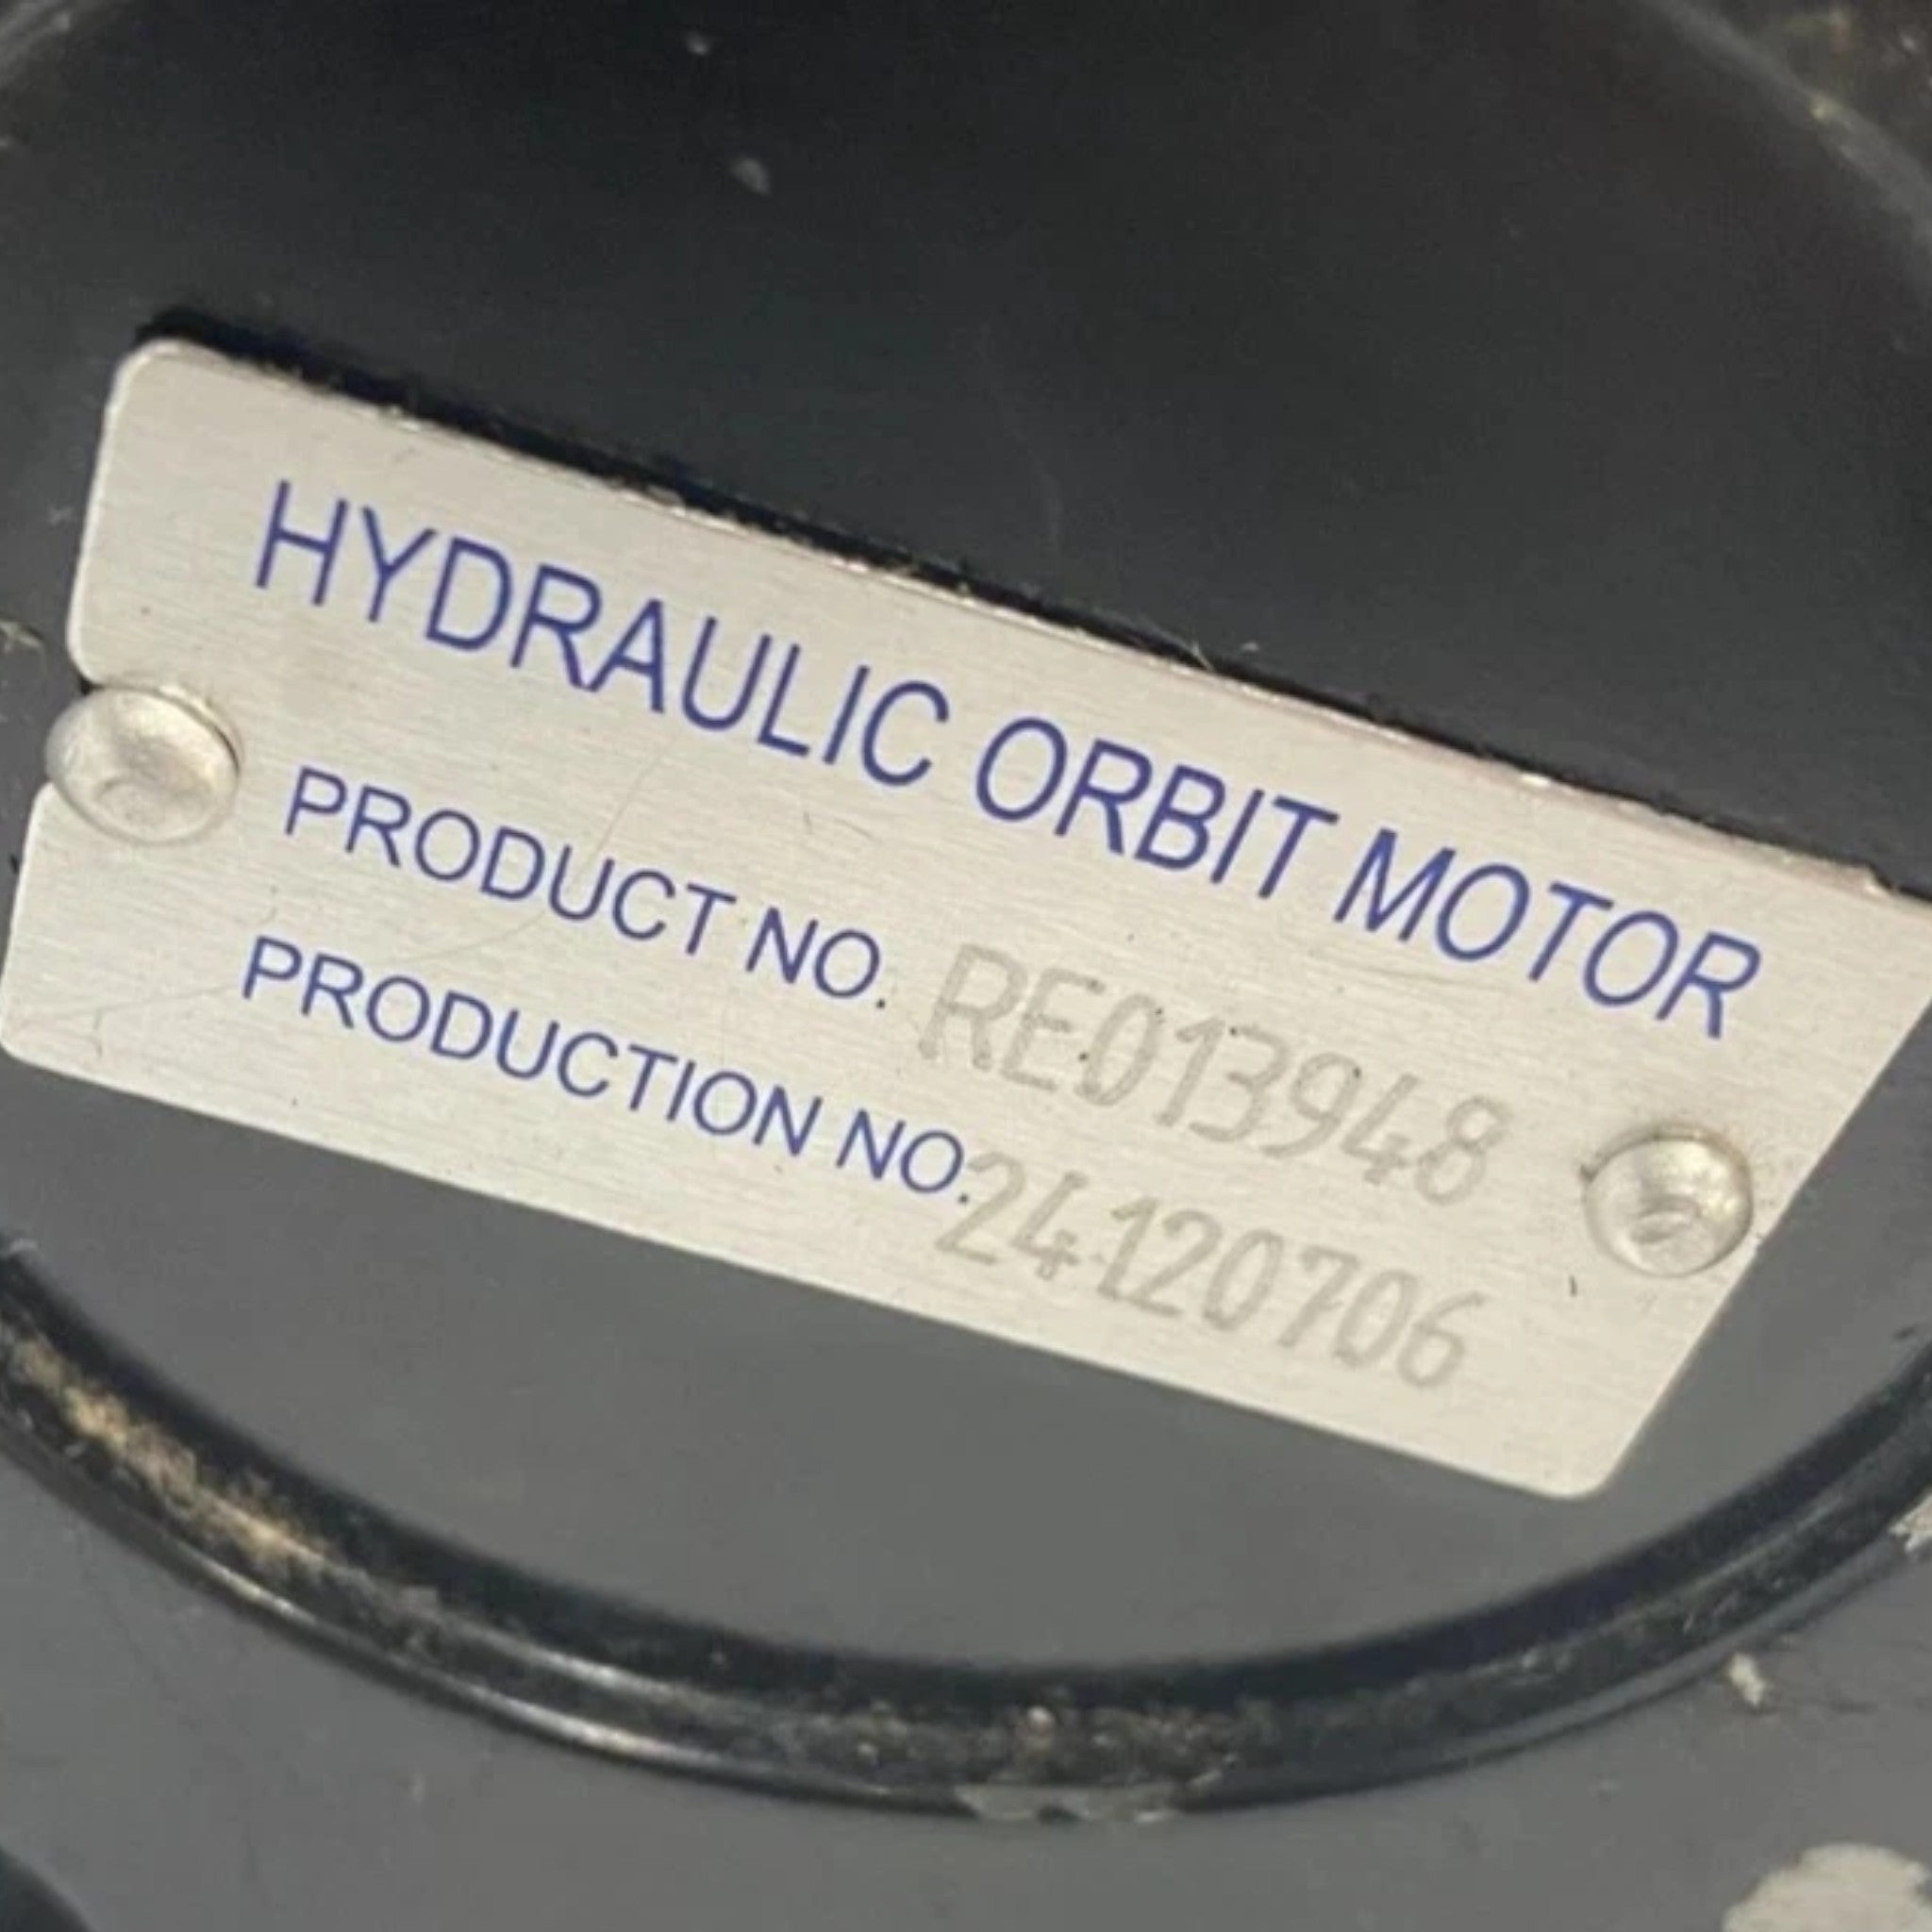 HYDRAULIC ORBIT MOTOR
PRODUCT NO. RE013948
PRODUCTION NO. 24120706